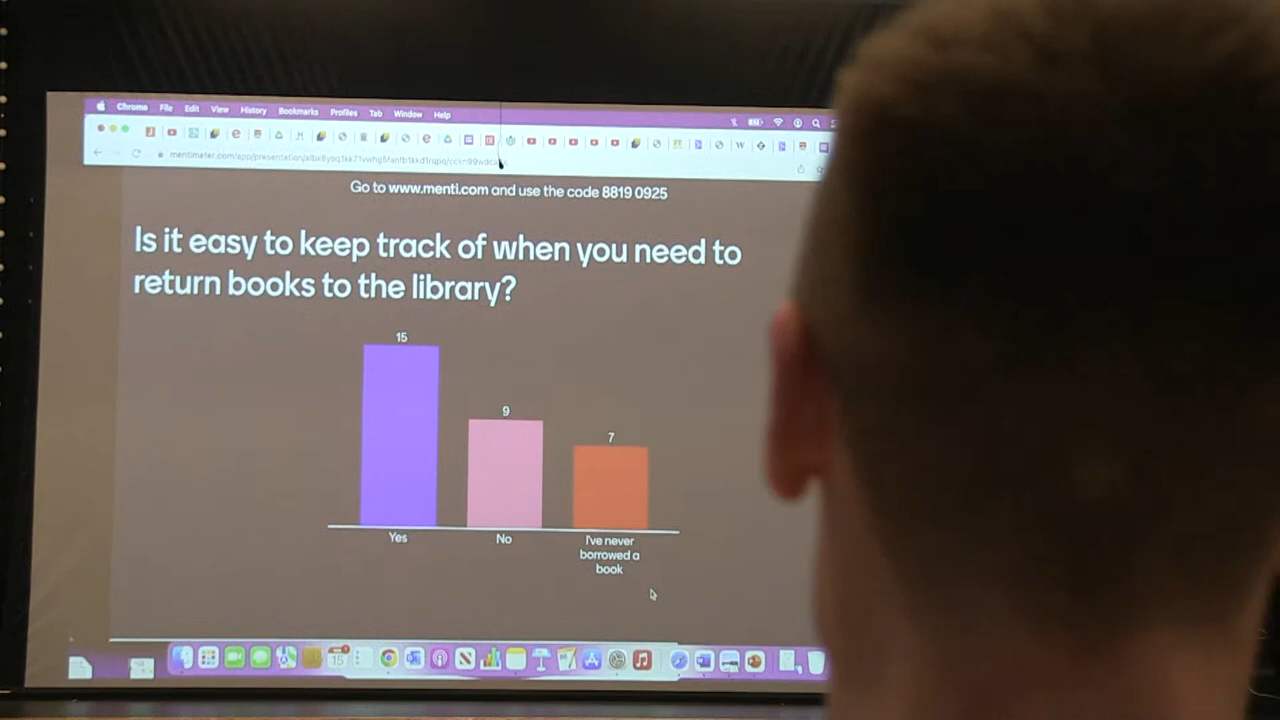 Chrome File Edit View History Bookmarks Profiles Tab Window Help
Go to www.menti.com and use the code 8819 0925
Is it easy to keep track of when you need to
return books to the library?
15
9
7
Yes
No
I've never
borrowed a
book
15